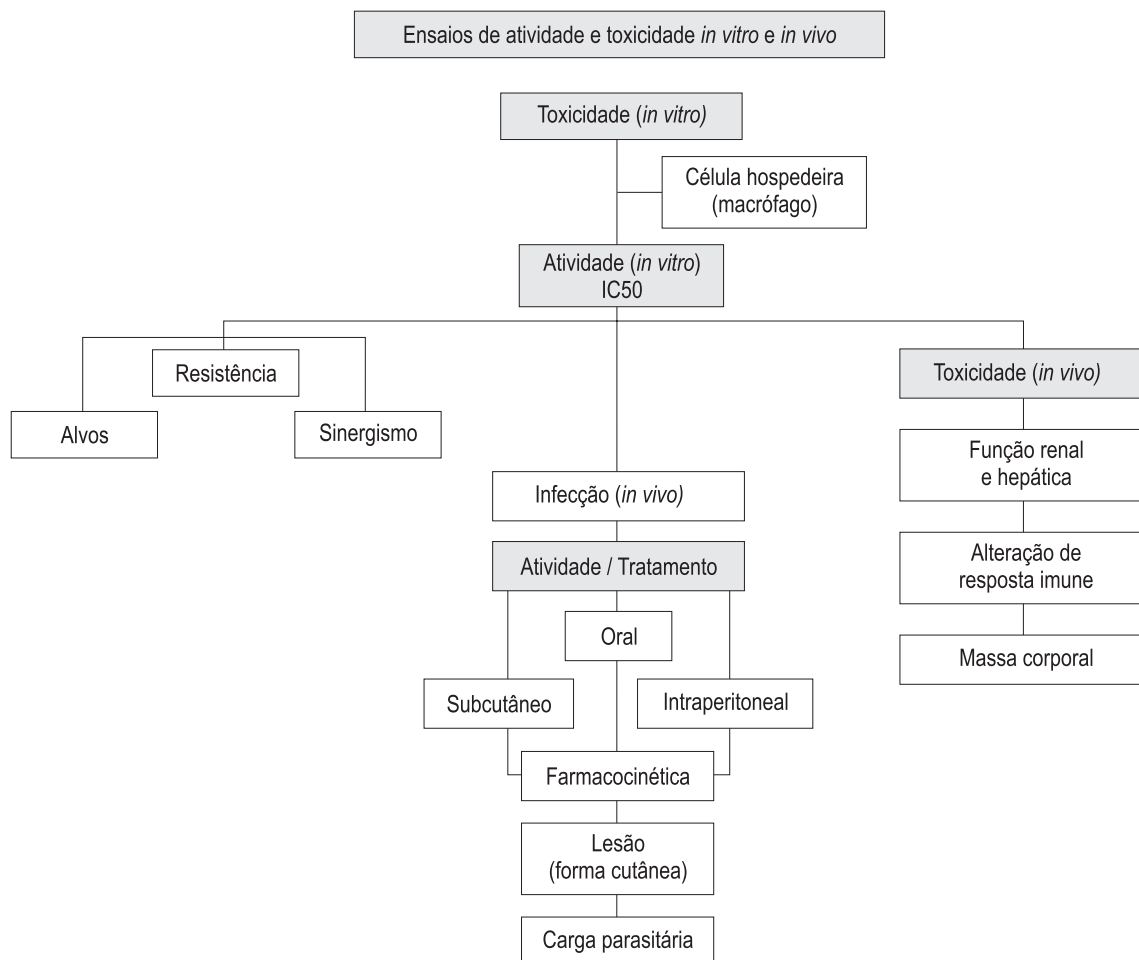 Ensaios de atividade e toxicidade in vitro e in vivo
Toxicidade (in vitro)
Célula hospedeira
(macrófago)
Atividade (in vitro)
IC50
Resistência
Alvos
Sinergismo
Toxicidade (in vivo)
Função renal
e hepática
Alteração de
resposta imune
Massa corporal
Infecção (in vivo)
Atividade / Tratamento
Oral
Subcutâneo
Intraperitoneal
Farmacocinética
Lesão
(forma cutânea)
Carga parasitária